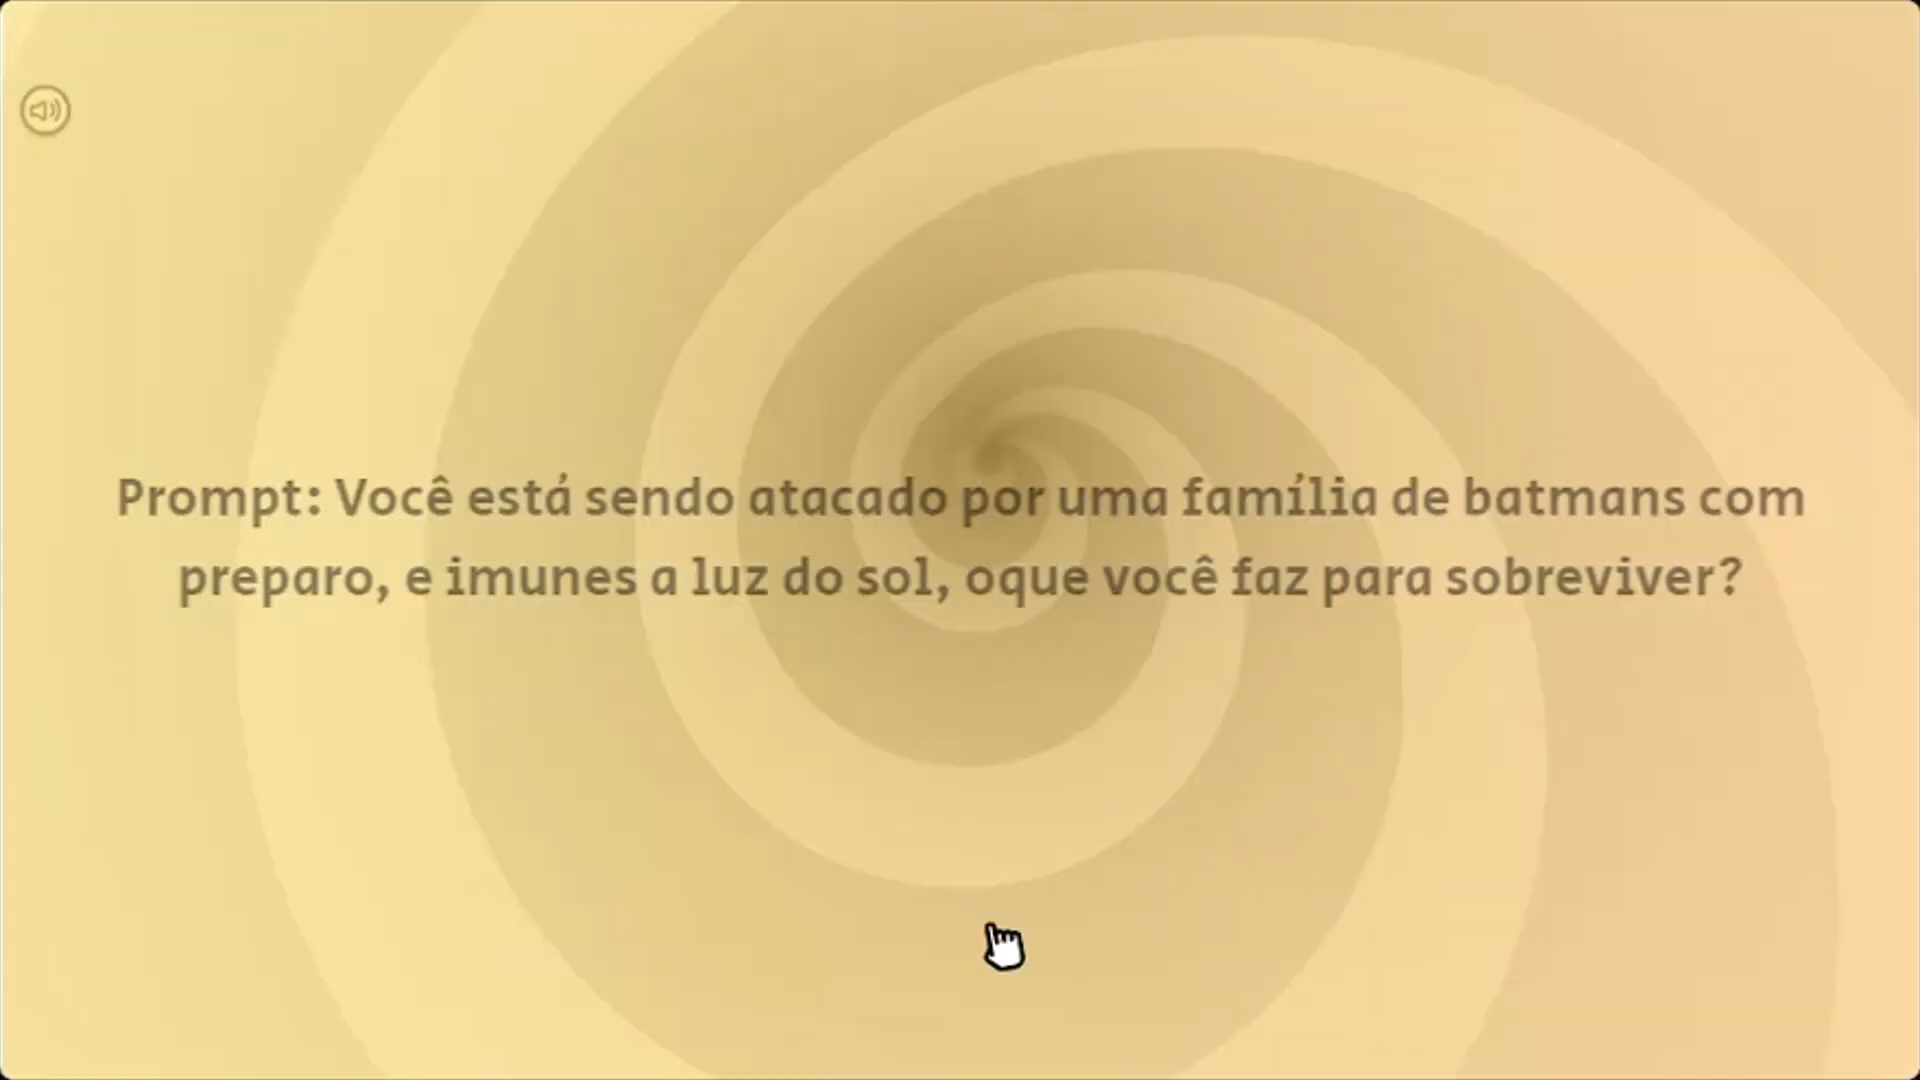 Prompt: Você está sendo atacado por uma família de batmans com
preparo, e imunes a luz do sol, oque você faz para sobreviver?